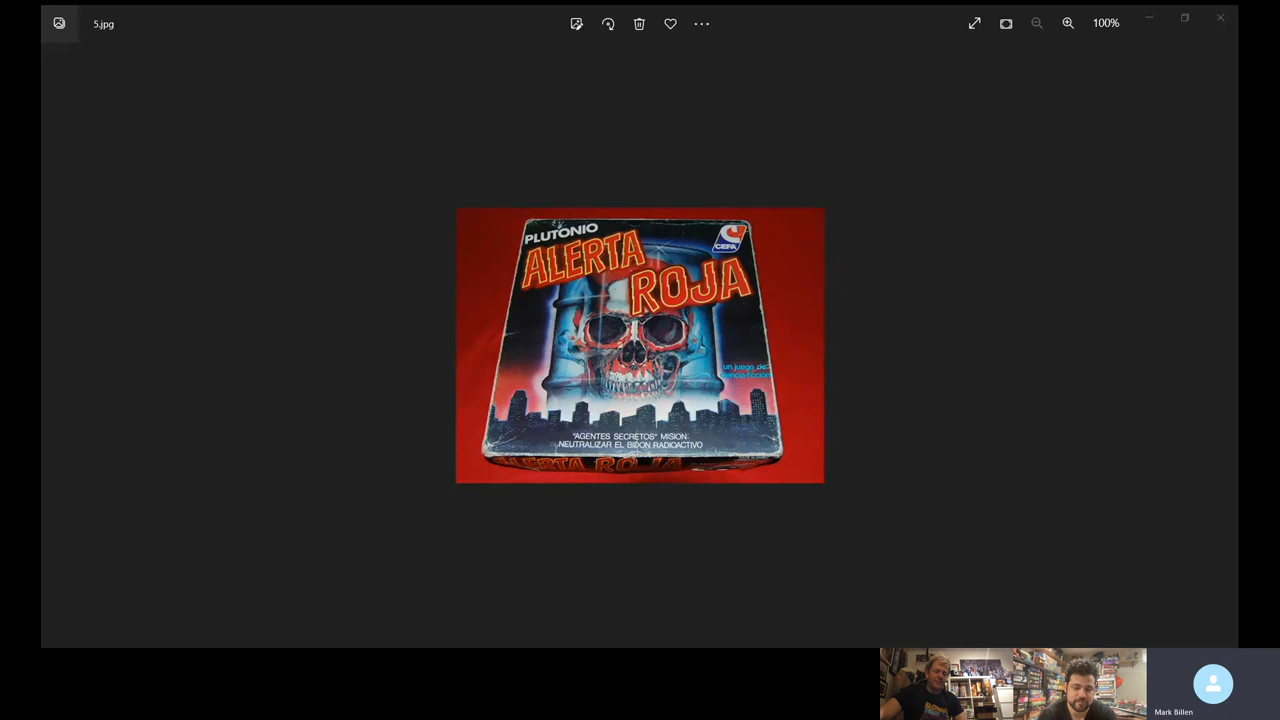 5.jpg
100%
PLUTONIO
ALERTA
ROJA
CEFA
un juego de
ciencia-ficción
"AGENTES SECRETOS" MISION:
NEUTRALIZAR EL BIDON RADIOACTIVO
ALERTA ROJA
Mark Billen